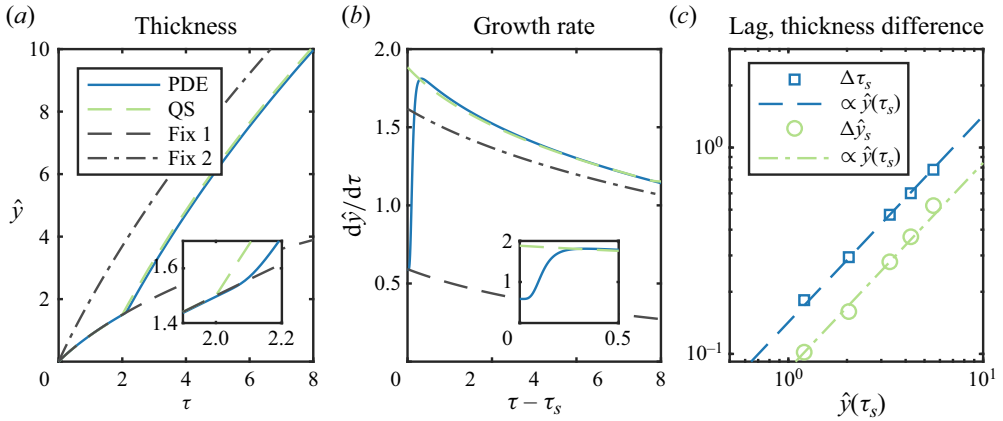 (a) Thickness
10
8
6
4
2
ŷ
PDE
QS
Fix 1
Fix 2
1.6
1.4
2.0 2.2
0 2 4 6 8
τ
(b) Growth rate
2.0
1.5
1.0
0.5
0
dŷ/dτ
2
1
0 0.5
0 2 4 6 8
τ – τₛ
(c) Lag, thickness difference
Δτₛ
∝ ŷ(τₛ)
Δŷₛ
∝ ŷ(τₛ)
10⁰
10⁻¹
10⁰ 10¹
ŷ(τₛ)